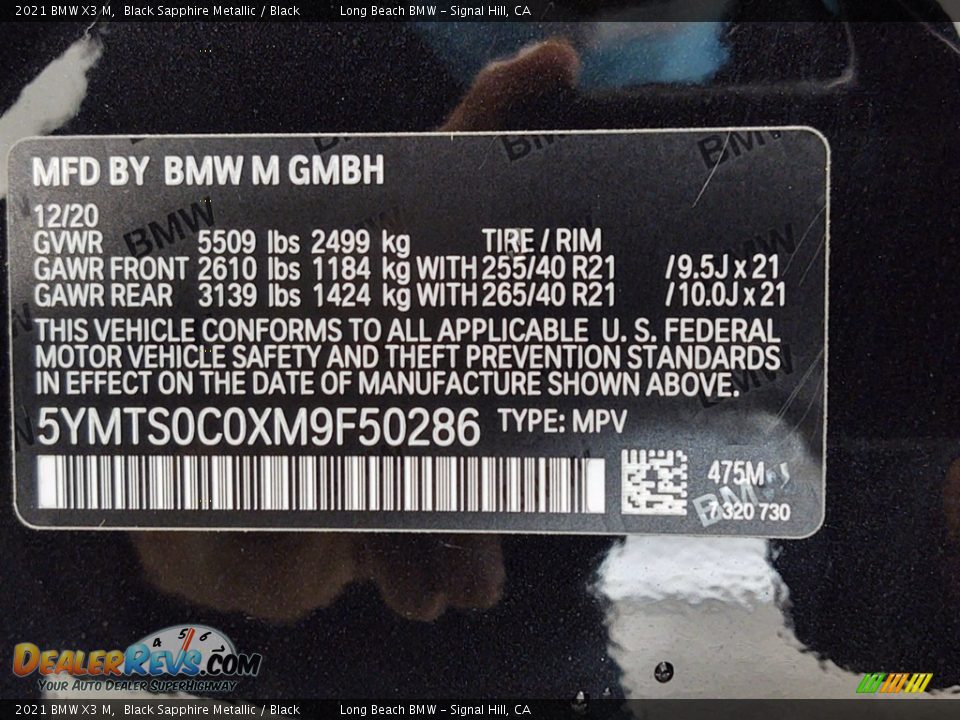 2021 BMW X3 M, Black Sapphire Metallic / Black Long Beach BMW - Signal Hill, CA
MFD BY BMW M GMBH
12/20
GVWR 5509 lbs 2499 kg TIRE / RIM
GAWR FRONT 2610 lbs 1184 kg WITH 255/40 R21 / 9.5J x 21
GAWR REAR 3139 lbs 1424 kg WITH 265/40 R21 / 10.0J x 21
THIS VEHICLE CONFORMS TO ALL APPLICABLE U. S. FEDERAL
MOTOR VEHICLE SAFETY AND THEFT PREVENTION STANDARDS
IN EFFECT ON THE DATE OF MANUFACTURE SHOWN ABOVE.
5YMTS0C0XM9F50286 TYPE: MPV
475M
7 320 730
4 5 6
DEALERREVS.COM
YOUR AUTO DEALER SUPERHIGHWAY
2021 BMW X3 M, Black Sapphire Metallic / Black Long Beach BMW - Signal Hill, CA